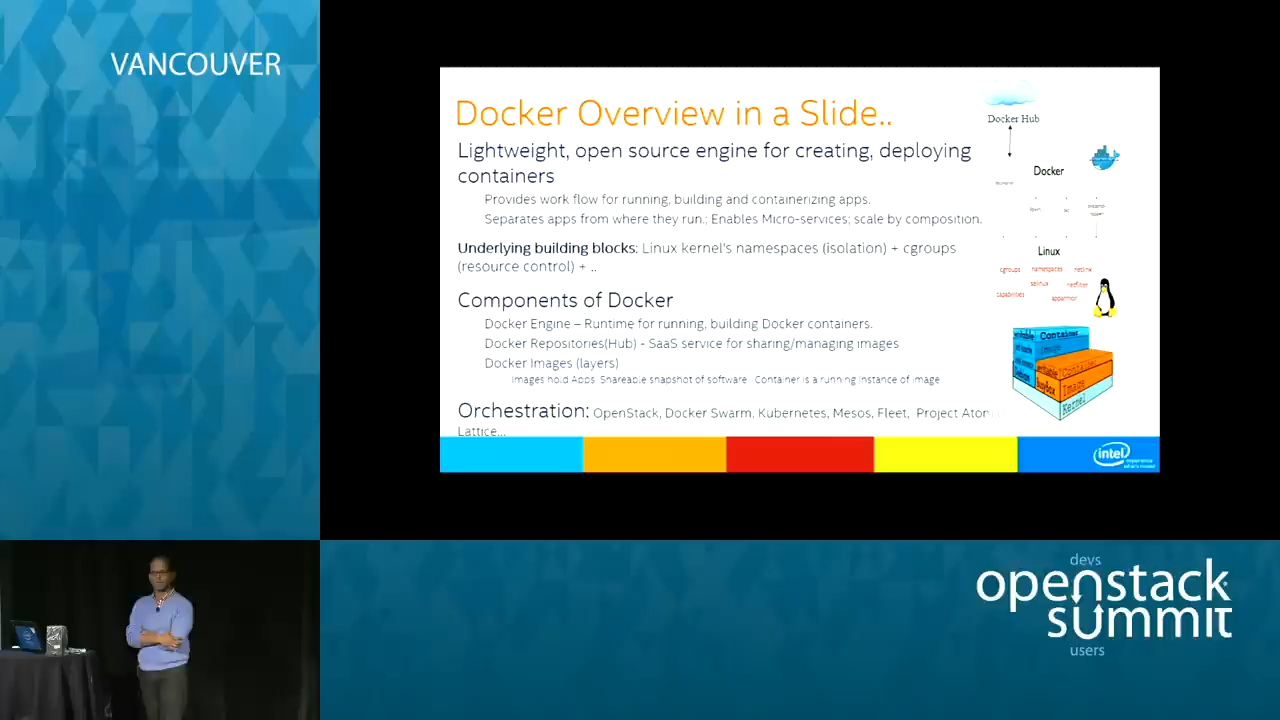 VANCOUVER
Docker Overview in a Slide..
Lightweight, open source engine for creating, deploying
containers
Provides work flow for running, building and containerizing apps.
Separates apps from where they run.; Enables Micro-services; scale by composition.
Underlying building blocks: Linux kernel's namespaces (isolation) + cgroups
(resource control) + ..
Components of Docker
Docker Engine – Runtime for running, building Docker containers.
Docker Repositories(Hub) - SaaS service for sharing/managing images
Docker Images (layers)
Images hold Apps. Shareable snapshot of software. Container is a running instance of image
Orchestration: OpenStack, Docker Swarm, Kubernetes, Mesos, Fleet, Project
Lattice...
Docker Hub
Docker
Linux
cgroups namespaces netlink
selinux netfilter
capabilities apparmor
Container
Image
Container
Image
Kernel
intel
devs
openstack
summit
users